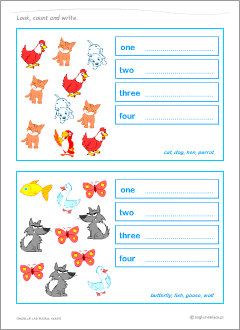 Look, count and write.
one ........................
two ........................
three ........................
four ........................
cat, dog, hen, parrot
one ........................
two ........................
three ........................
four ........................
butterfly, fish, goose, wolf